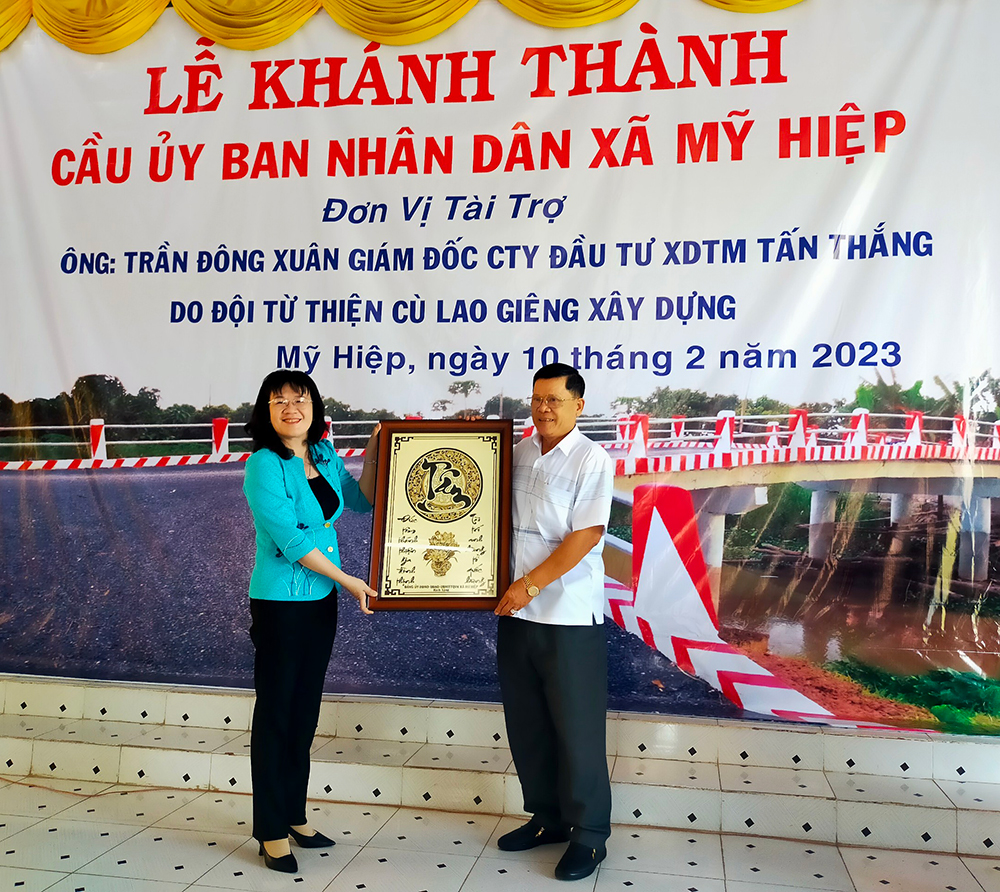 LỄ KHÁNH THÀNH
CẦU ỦY BAN NHÂN DÂN XÃ MỸ HIỆP
Đơn Vị Tài Trợ
ÔNG: TRẦN ĐÔNG XUÂN GIÁM ĐỐC CTY ĐẦU TƯ XDTM TẤN THẮNG
DO ĐỘI TỪ THIỆN CÙ LAO GIÊNG XÂY DỰNG
Mỹ Hiệp, ngày 10 tháng 2 năm 2023
Tâm